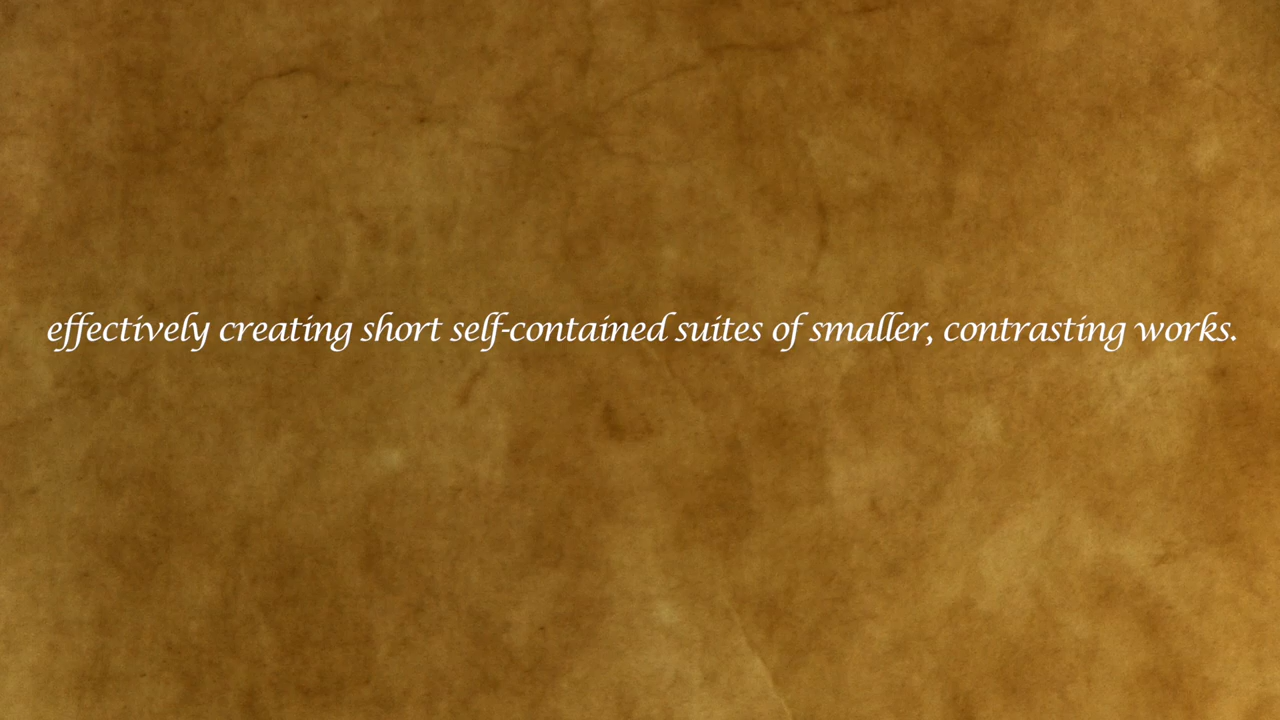 effectively creating short self-contained suites of smaller, contrasting works.